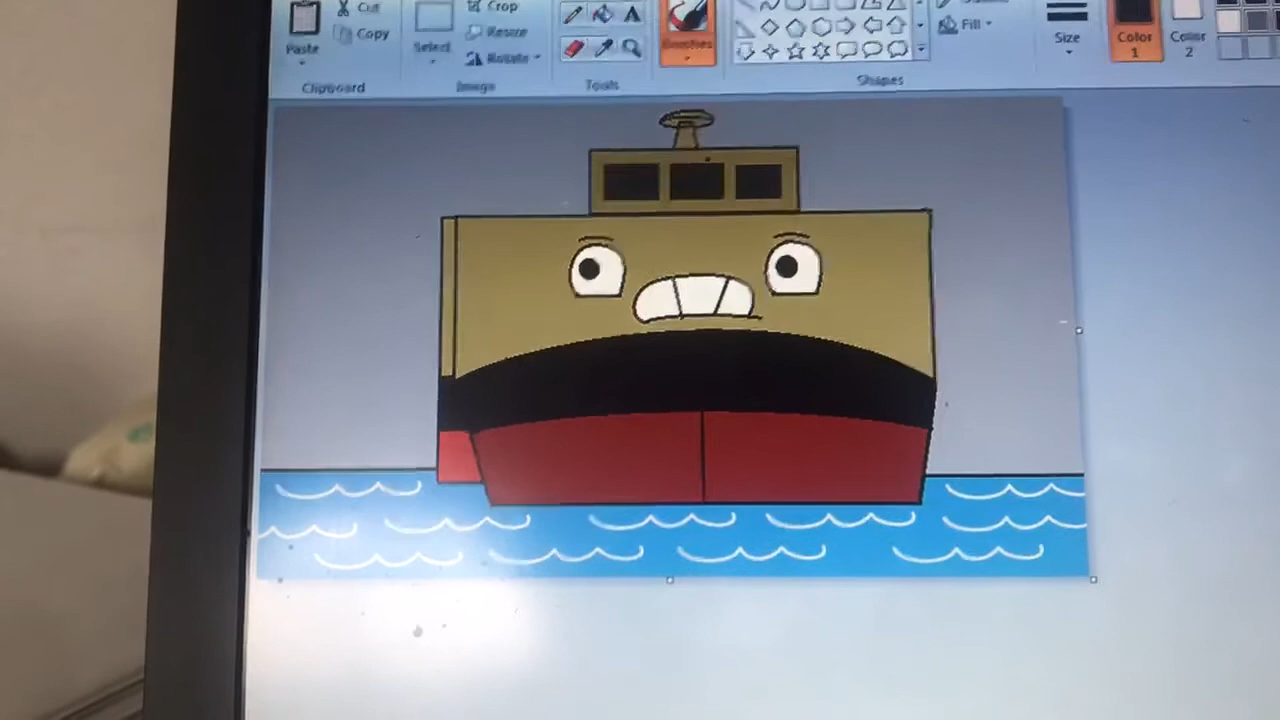 Cut
Crop
Paste
Copy
Select
Resize
Rotate
Brushes
Fill
Size
Color
1
Color
2
Clipboard
Image
Tools
Shapes